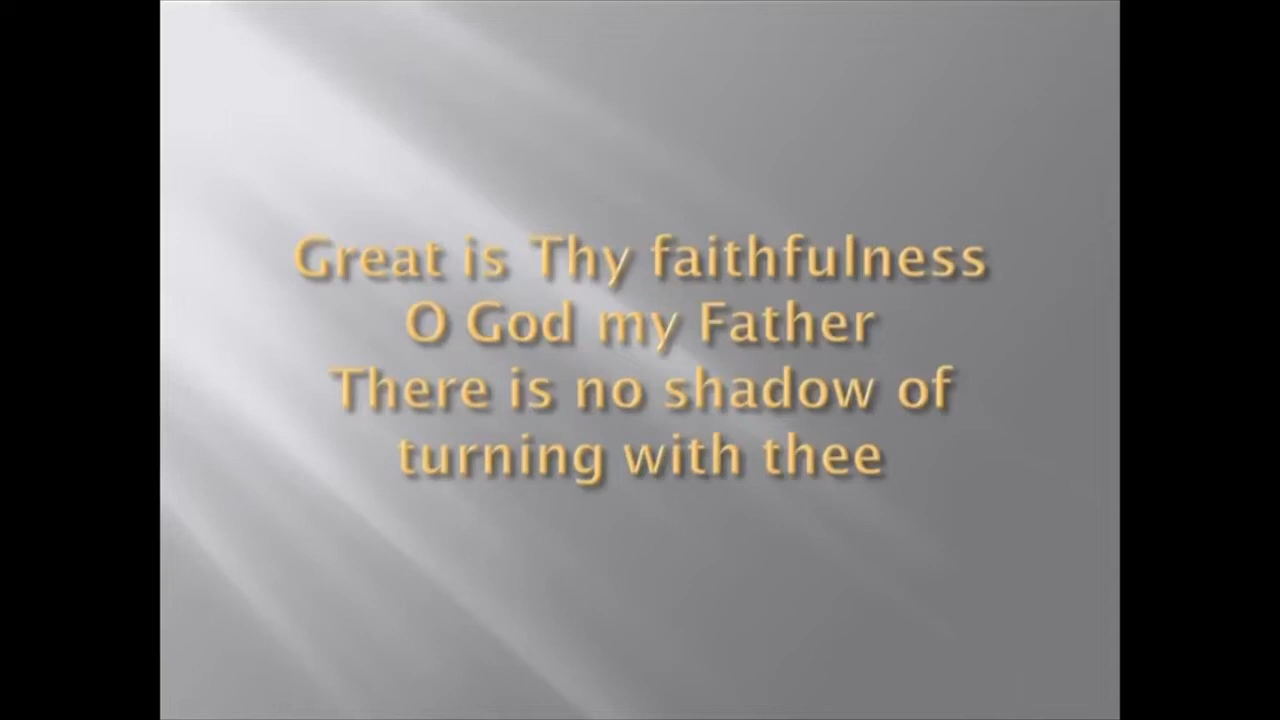 Great is Thy faithfulness
O God my Father
There is no shadow of
turning with thee